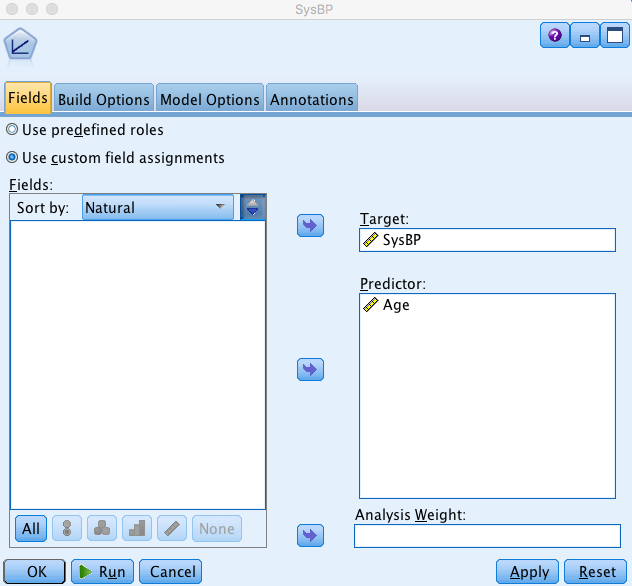 SysBP
Fields Build Options Model Options Annotations
Use predefined roles
Use custom field assignments
Fields:
Sort by: Natural
Target:
SysBP
Predictor:
Age
All None
Analysis Weight:
OK Run Cancel Apply Reset